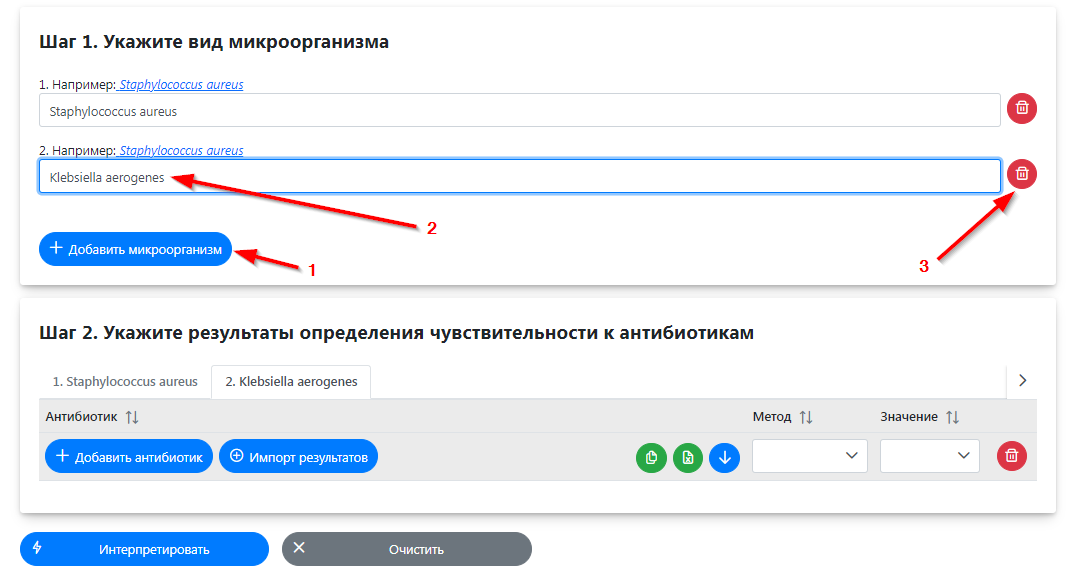 Шаг 1. Укажите вид микроорганизма
1. Например: Staphylococcus aureus
Staphylococcus aureus
2. Например: Staphylococcus aureus
Klebsiella aerogenes
2
Добавить микроорганизм
1
3
Шаг 2. Укажите результаты определения чувствительности к антибиотикам
1. Staphylococcus aureus 2. Klebsiella aerogenes
Антибиотик Метод Значение
Добавить антибиотик Импорт результатов
Интерпретировать Очистить